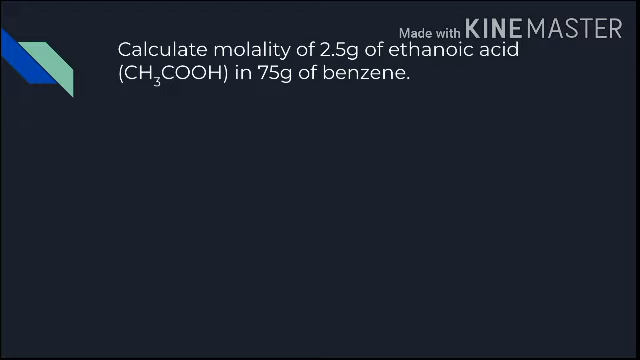 Made with KINEMASTER
Calculate molality of 2.5g of ethanoic acid
(CH₃COOH) in 75g of benzene.